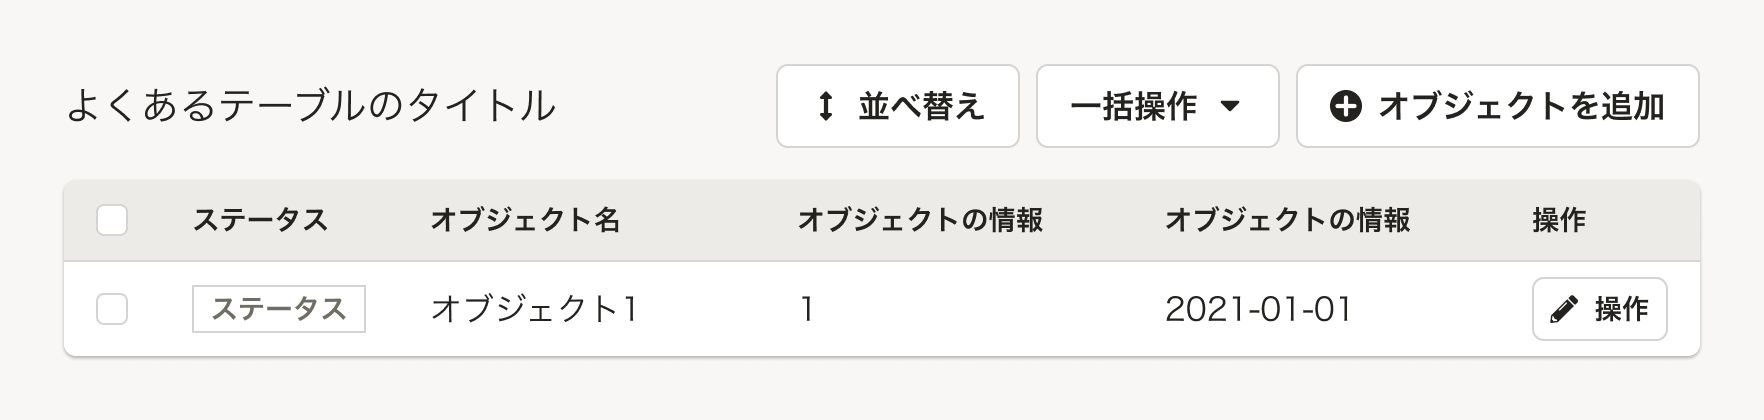 よくあるテーブルのタイトル
並べ替え
一括操作
オブジェクトを追加
ステータス オブジェクト名 オブジェクトの情報 オブジェクトの情報 操作
ステータス オブジェクト1 1 2021-01-01 操作